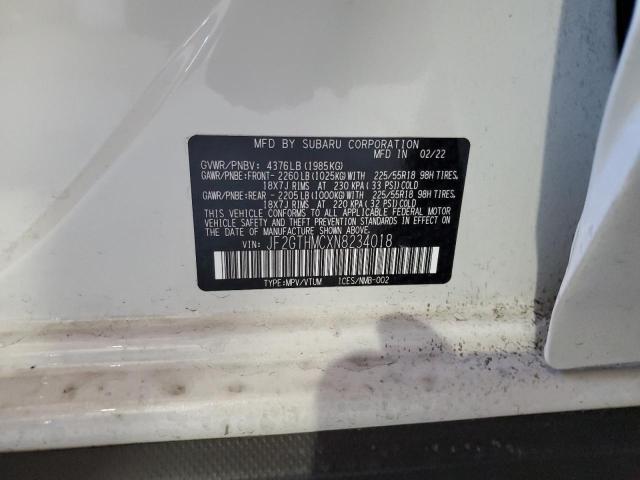 MFD BY SUBARU CORPORATION
GVWR/PNBV: 4376LB (1985KG) MFD IN 02/22
GAWR/PNBE:FRONT-2260LB (1025KG) WITH 225/55R18 98H TIRES,
18X7J RIMS AT 230 KPA( 33 PSI) COLD
GAWR/PNBE:REAR -2205LB (1000KG) WITH 225/55R18 98H TIRES,
18X7J RIMS AT 220 KPA( 32 PSI) COLD
THIS VEHICLE CONFORMS TO ALL APPLICABLE FEDERAL MOTOR
VEHICLE SAFETY AND THEFT PREVENTION STANDARDS IN EFFECT ON
THE DATE OF MANUFACTURE SHOWN ABOVE.
VIN: JF2GTHMCXN8234018
TYPE:MPV/VTUM ICES/NMB-002